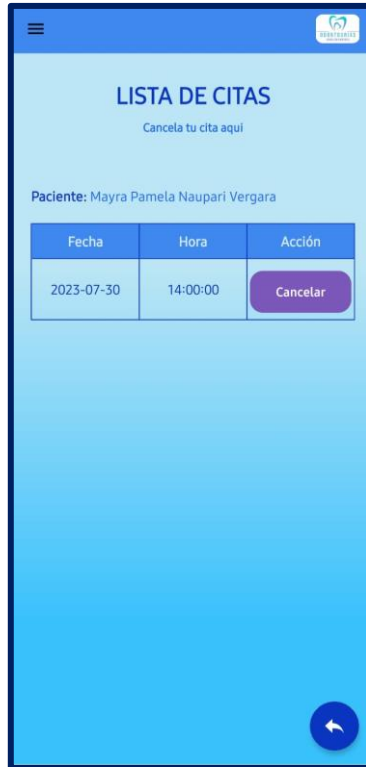 LISTA DE CITAS
Cancela tu cita aqui
Paciente: Mayra Pamela Naupari Vergara
Fecha Hora Acción
2023-07-30 14:00:00 Cancelar